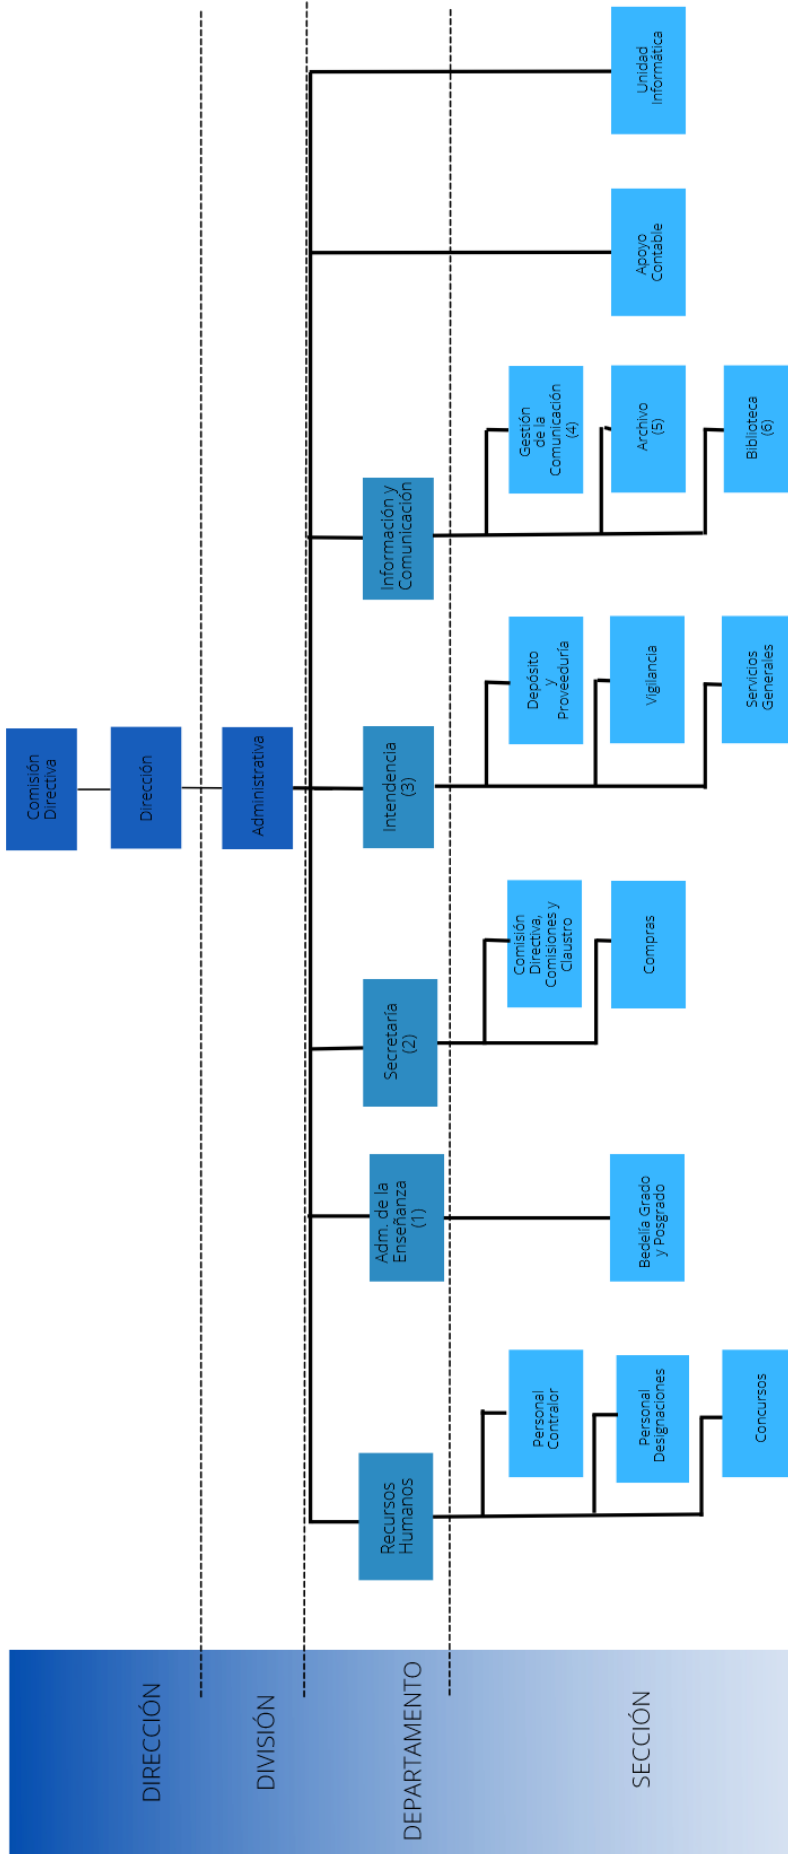 DIRECCIÓN
Comisión
Directiva
Dirección
DIVISIÓN
Administrativa
DEPARTAMENTO
Recursos
Humanos
Adm. de la
Enseñanza
(1)
Secretaría
(2)
Intendencia
(3)
Información y
Comunicación
SECCIÓN
Personal
Contralor
Personal
Designaciones
Concursos
Bedelía Grado
y Posgrado
Comisión
Directiva,
Comisiones y
Claustro
Compras
Depósito
y
Proveeduría
Vigilancia
Servicios
Generales
Gestión
de la
Comunicación
(4)
Archivo
(5)
Biblioteca
(6)
Apoyo
Contable
Unidad
Informática